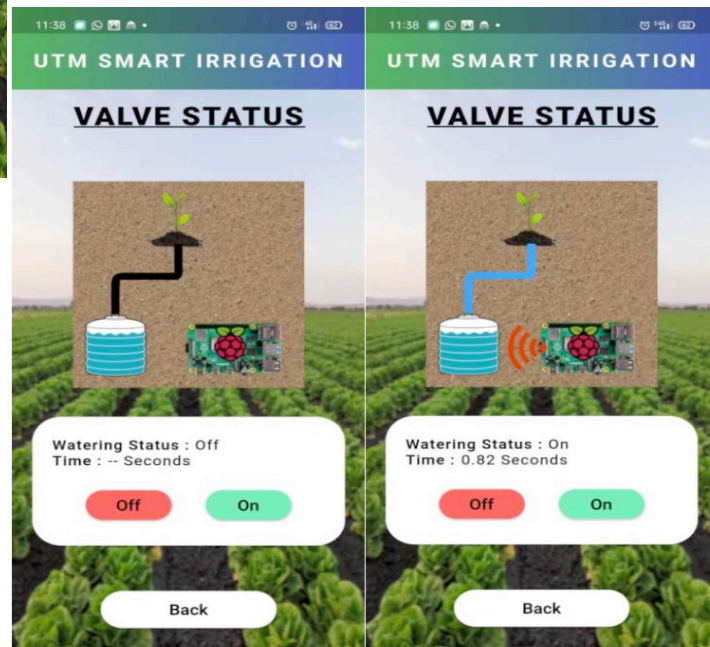 11:38
UTM SMART IRRIGATION
VALVE STATUS
Watering Status : Off
Time : -- Seconds
Off
On
Back
11:38
UTM SMART IRRIGATION
VALVE STATUS
Watering Status : On
Time : 0.82 Seconds
Off
On
Back